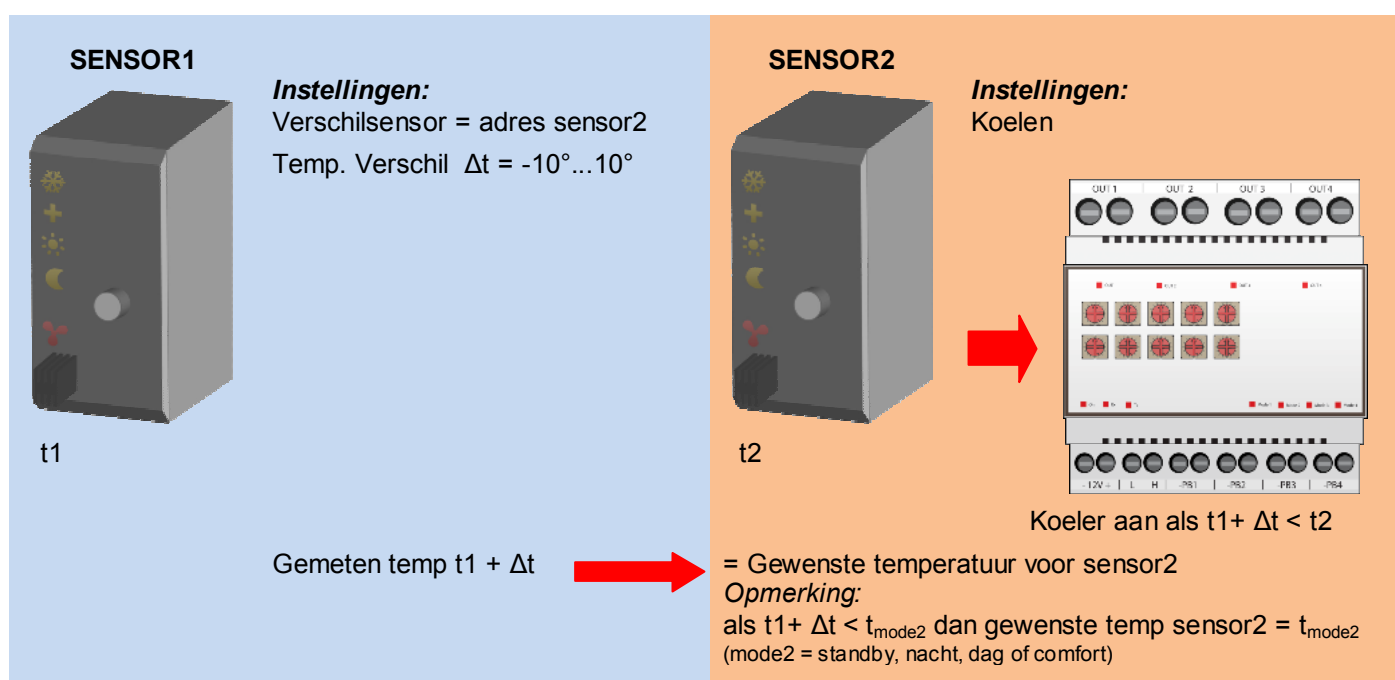 SENSOR1
Instellingen:
Verschilsensor = adres sensor2
Temp. Verschil Δt = -10°...10°
t1
Gemeten temp t1 + Δt
SENSOR2
Instellingen:
Koelen
OUT 1 OUT 2 OUT 3 OUT4
t2
- 12V + | L H | -PB1 | -PB2 | -PB3 | -PB4
Koeler aan als t1+ Δt < t2
= Gewenste temperatuur voor sensor2
Opmerking:
als t1+ Δt < tmode2 dan gewenste temp sensor2 = tmode2
(mode2 = standby, nacht, dag of comfort)